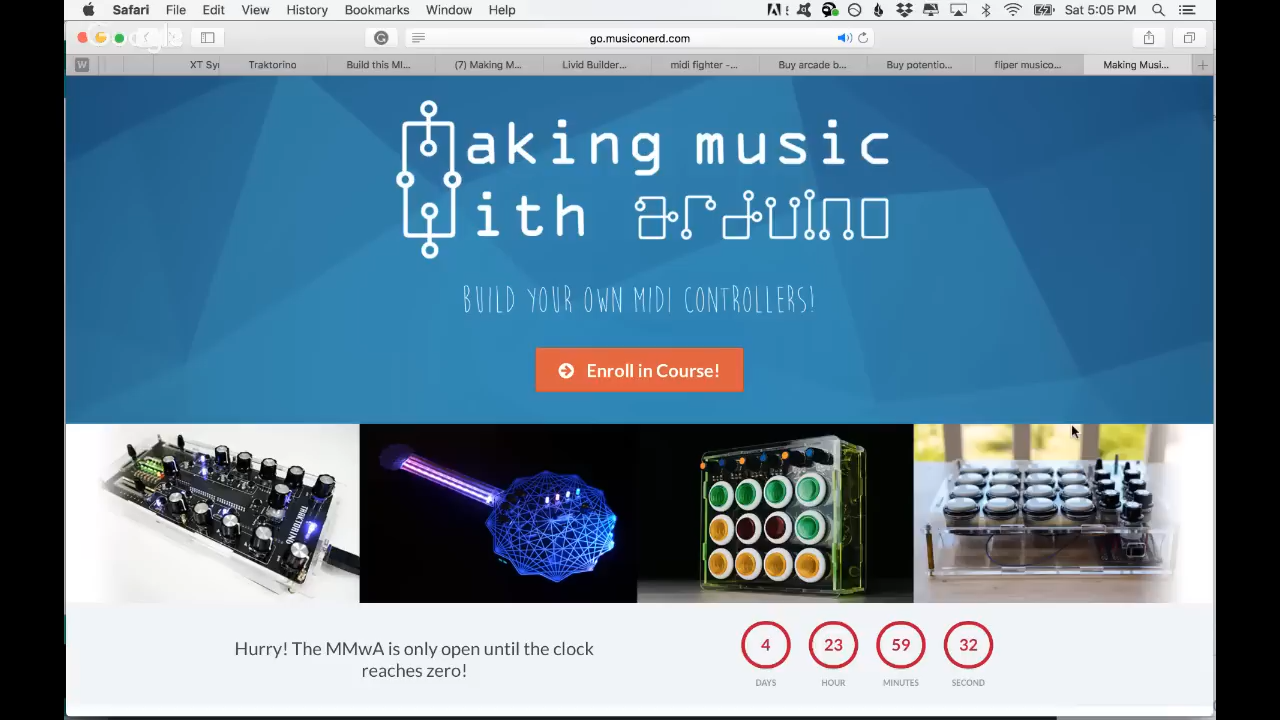 Safari File Edit View History Bookmarks Window Help Sat 5:05 PM
go.musiconerd.com
W XT Syn Traktorino Build this MI... (7) Making M... Livid Builder... midi fighter -... Buy arcade b... Buy potentio... fliper musico... Making Musi...
Making music
With arduino
BUILD YOUR OWN MIDI CONTROLLERS!
Enroll in Course!
TRAKTORINO
Hurry! The MMwA is only open until the clock
reaches zero!
4 23 59 32
DAYS HOUR MINUTES SECOND